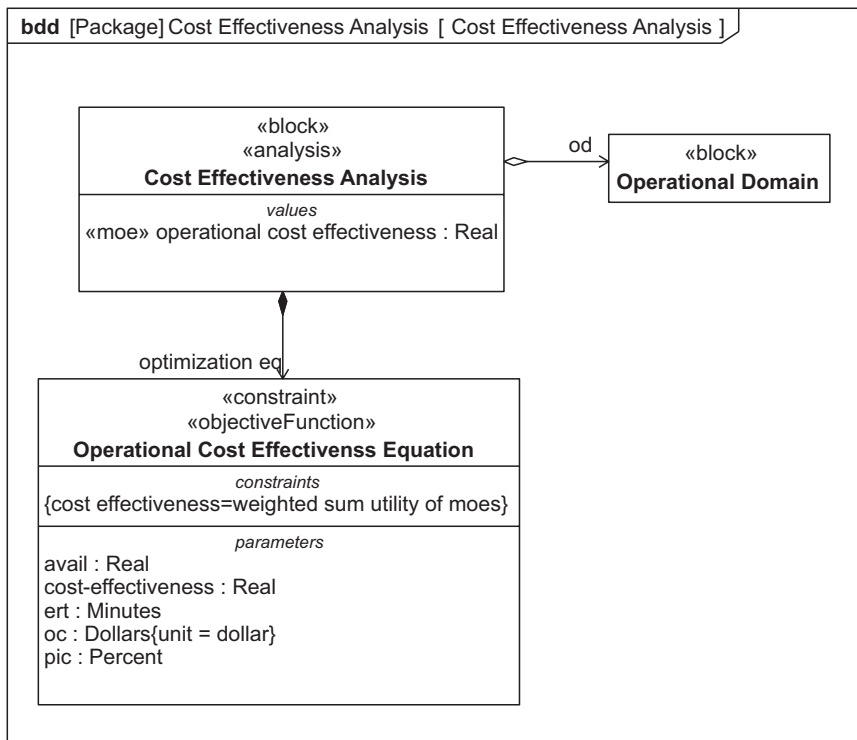 bdd [Package] Cost Effectiveness Analysis [ Cost Effectiveness Analysis ]
«block»
«analysis»
Cost Effectiveness Analysis
values
«moe» operational cost effectiveness : Real
od
«block»
Operational Domain
optimization eq
«constraint»
«objectiveFunction»
Operational Cost Effectivenss Equation
constraints
{cost effectiveness=weighted sum utility of moes}
parameters
avail : Real
cost-effectiveness : Real
ert : Minutes
oc : Dollars{unit = dollar}
pic : Percent